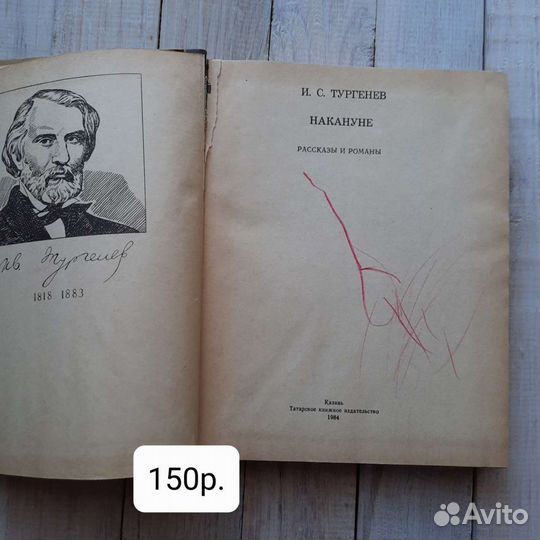 Ив. Тургенев
1818 1883
И. С. ТУРГЕНЕВ
НАКАНУНЕ
РАССКАЗЫ И РОМАНЫ
Казань
Татарское книжное издательство
1984
150р.
Avito